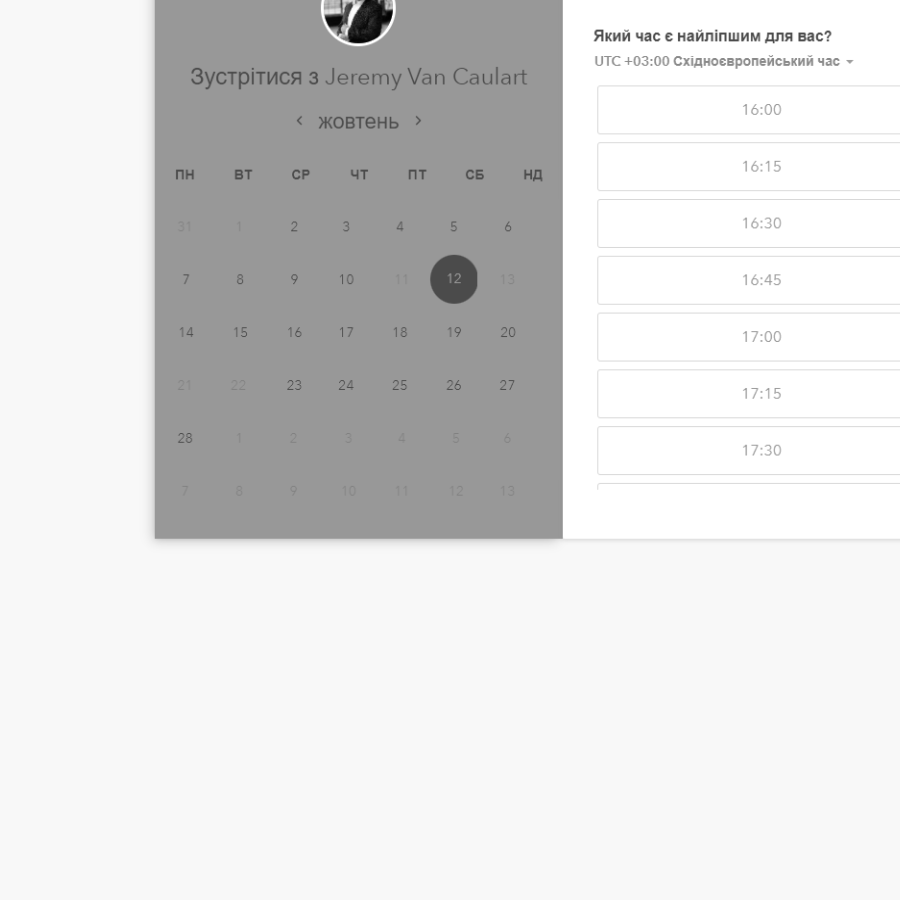 Зустрітися з Jeremy Van Caulart
жовтень
ПН ВТ СР ЧТ ПТ СБ НД
31 1 2 3 4 5 6
7 8 9 10 11 12 13
14 15 16 17 18 19 20
21 22 23 24 25 26 27
28 1 2 3 4 5 6
7 8 9 10 11 12 13
Який час є найліпшим для вас?
UTC +03:00 Східноєвропейський час
16:00
16:15
16:30
16:45
17:00
17:15
17:30